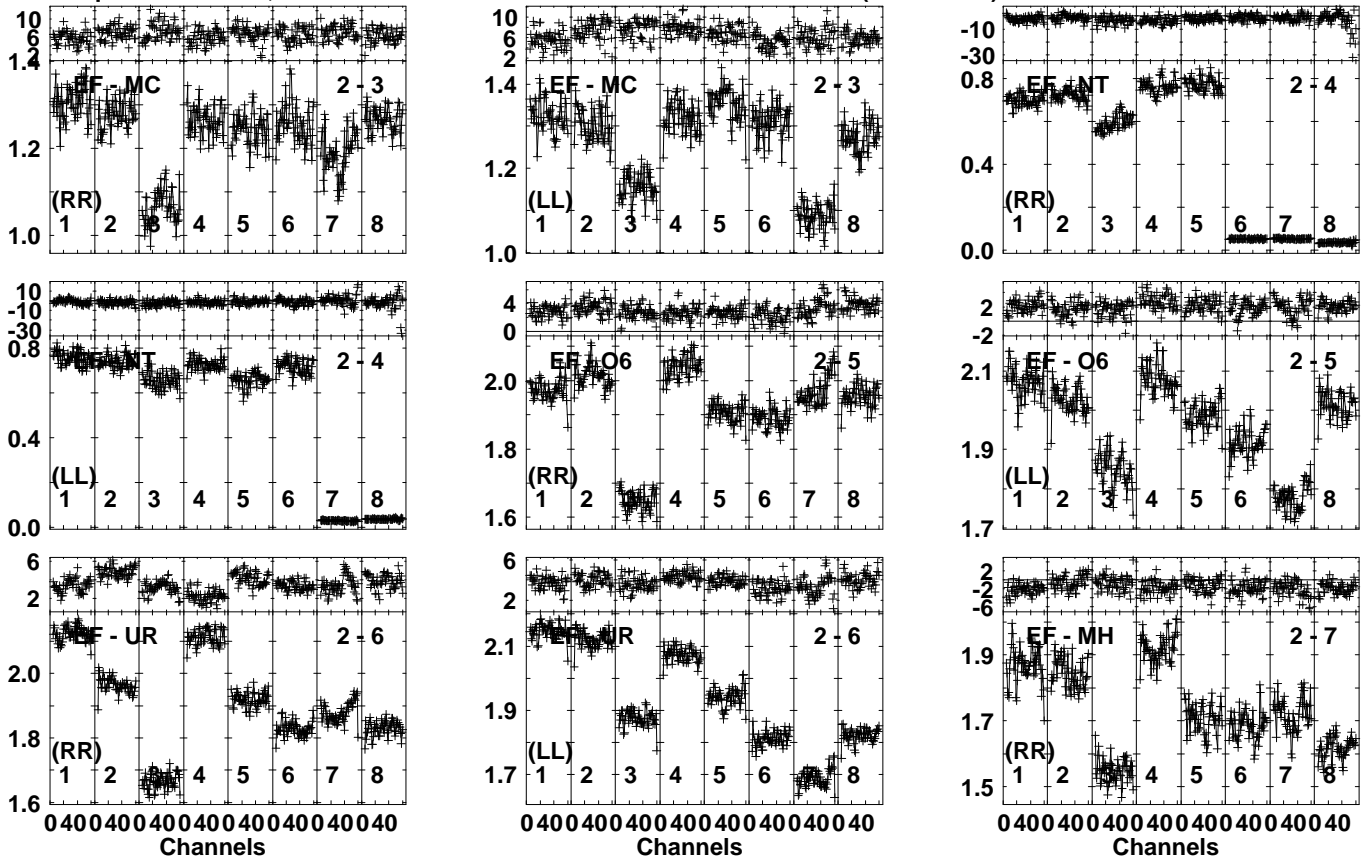 10 6 2
1.4 1.2 1.0
EF - MC 2 - 3
(RR)
1 2 3 4 5 6 7 8
10 6 2
1.4 1.2 1.0
EF - MC 2 - 3
(LL)
1 2 3 4 5 6 7 8
-10 -30
0.8 0.4 0.0
EF - NT 2 - 4
(RR)
1 2 3 4 5 6 7 8
10 -10 -30
0.8 0.4 0.0
EF - NT 2 - 4
(LL)
1 2 3 4 5 6 7 8
4 0
2.0 1.8 1.6
EF - O6 2 - 5
(RR)
1 2 3 4 5 6 7 8
2 -2
2.1 1.9 1.7
EF - O6 2 - 5
(LL)
1 2 3 4 5 6 7 8
6 2
2.0 1.8 1.6
EF - UR 2 - 6
(RR)
1 2 3 4 5 6 7 8
6 4 2
2.1 1.9 1.7
EF - UR 2 - 6
(LL)
1 2 3 4 5 6 7 8
2 -2 -6
1.9 1.7 1.5
EF - MH 2 - 7
(RR)
1 2 3 4 5 6 7 8
0 40 0 40 0 40 0 40 0 40 0 40 0 40 0 40
Channels
0 40 0 40 0 40 0 40 0 40 0 40 0 40 0 40
Channels
0 40 0 40 0 40 0 40 0 40 0 40 0 40 0 40
Channels